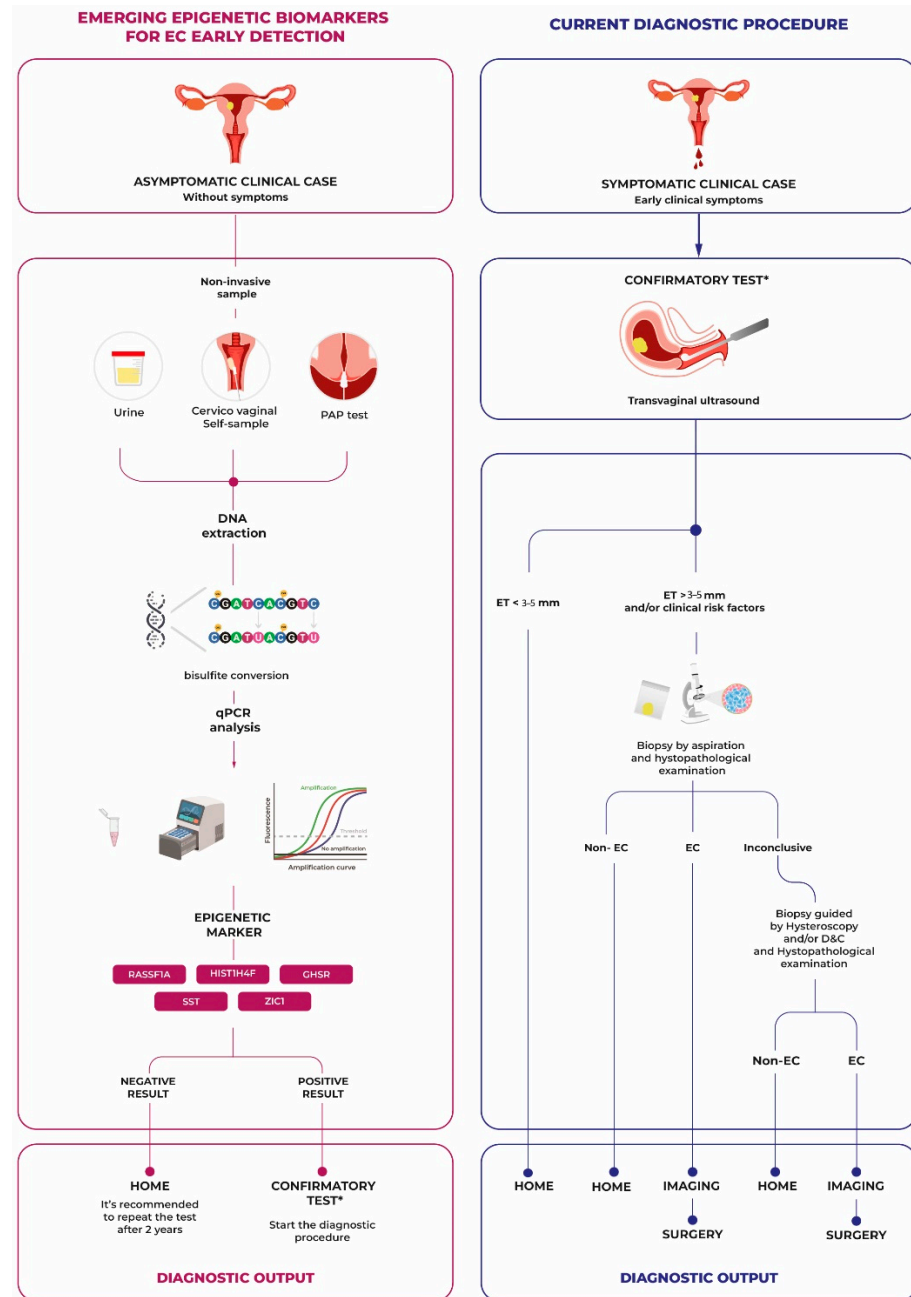 EMERGING EPIGENETIC BIOMARKERS
FOR EC EARLY DETECTION
ASYMPTOMATIC CLINICAL CASE
Without symptoms
Non-invasive
sample
Urine
Cervico vaginal
Self-sample
PAP test
DNA
extraction
CGATCACGTC
CGATUACGTU
bisulfite conversion
qPCR
analysis
Fluorescence
Amplification
Threshold
No amplification
Amplification curve
EPIGENETIC
MARKER
RASSF1A
HIST1H4F
GHSR
SST
ZIC1
NEGATIVE
RESULT
POSITIVE
RESULT
HOME
It's recommended
to repeat the test
after 2 years
CONFIRMATORY
TEST*
Start the diagnostic
procedure
DIAGNOSTIC OUTPUT
CURRENT DIAGNOSTIC PROCEDURE
SYMPTOMATIC CLINICAL CASE
Early clinical symptoms
CONFIRMATORY TEST*
Transvaginal ultrasound
ET < 3-5 mm
ET > 3-5 mm
and/or clinical risk factors
Biopsy by aspiration
and hystopathological
examination
Non- EC
EC
Inconclusive
Biopsy guided
by Hysteroscopy
and/or D&C
and Hystopathological
examination
Non-EC
EC
HOME
HOME
IMAGING
HOME
IMAGING
SURGERY
SURGERY
DIAGNOSTIC OUTPUT